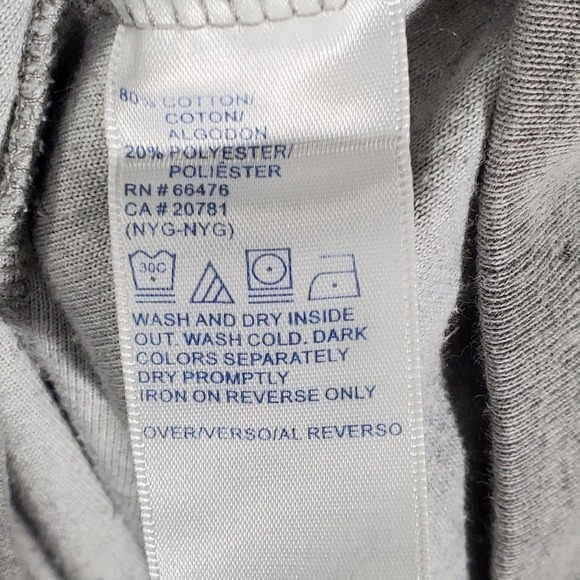 80% COTTON/
COTON/
ALGODON
20% POLYESTER/
POLIÉSTER
RN # 66476
CA # 20781
(NYG-NYG)
30C
WASH AND DRY INSIDE
OUT. WASH COLD. DARK
COLORS SEPARATELY
DRY PROMPTLY
IRON ON REVERSE ONLY
OVER/VERSO/AL REVERSO